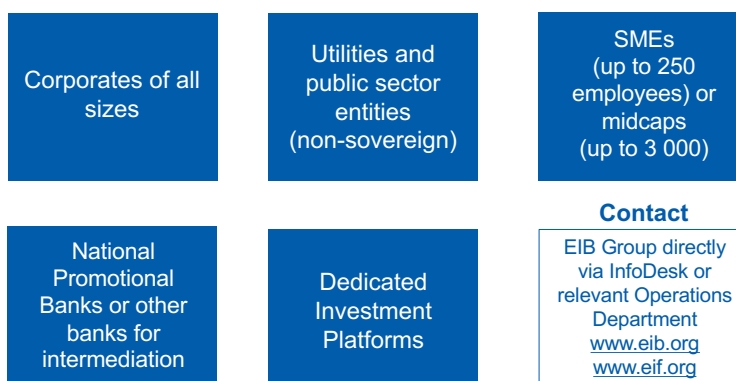 Corporates of all
sizes
Utilities and
public sector
entities
(non-sovereign)
SMEs
(up to 250
employees) or
midcaps
(up to 3 000)
National
Promotional
Banks or other
banks for
intermediation
Dedicated
Investment
Platforms
Contact
EIB Group directly
via InfoDesk or
relevant Operations
Department
www.eib.org
www.eif.org